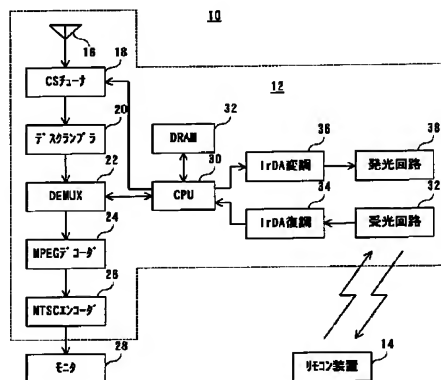 10
16
18
CSチューナ
12
20
デスクランブラ
32
DRAM
36
IrDA変調
38
発光回路
22
DEMUX
30
CPU
34
IrDA復調
32
受光回路
24
MPEGデコーダ
26
NTSCエンコーダ
28
モニタ
14
リモコン装置